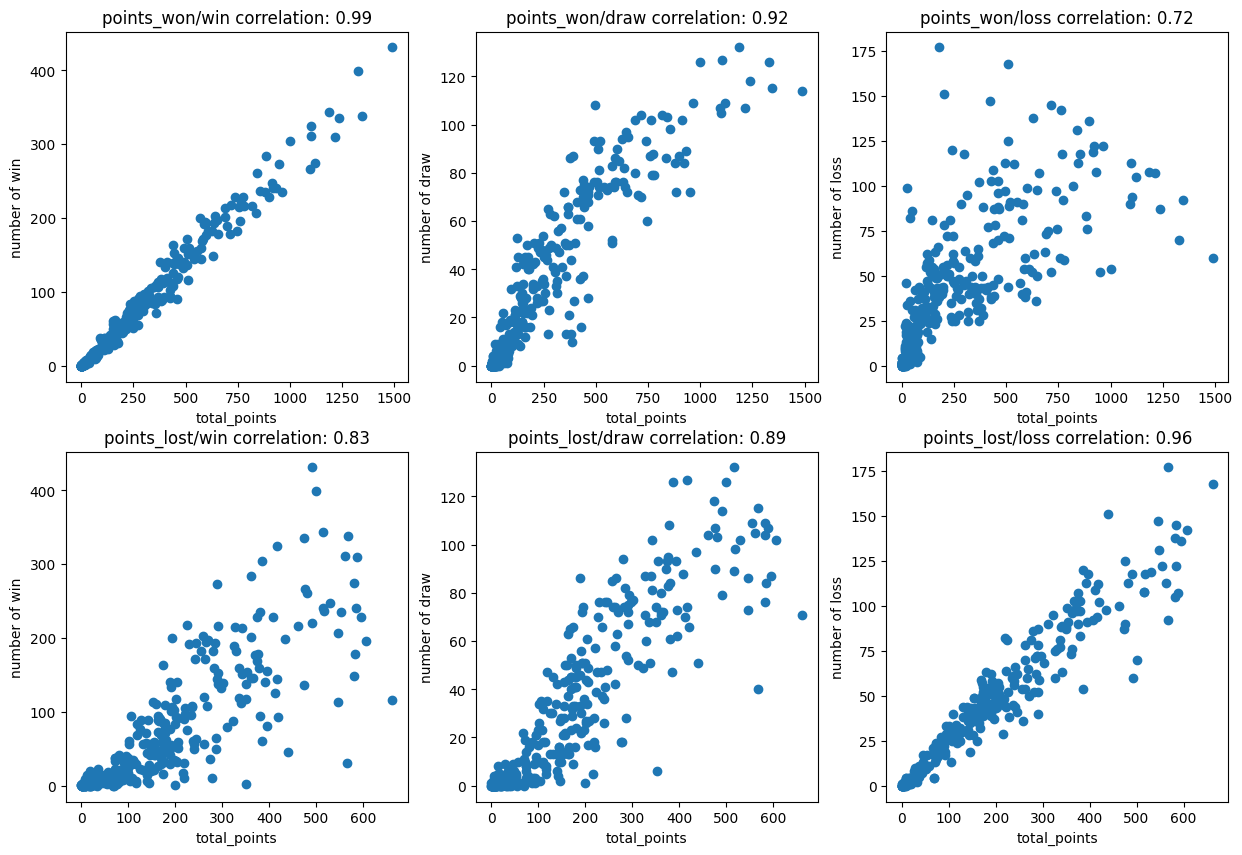 points_won/win correlation: 0.99
number of win
400
300
200
100
0
0 250 500 750 1000 1250 1500
total_points
points_won/draw correlation: 0.92
number of draw
120
100
80
60
40
20
0
0 250 500 750 1000 1250 1500
total_points
points_won/loss correlation: 0.72
number of loss
175
150
125
100
75
50
25
0
0 250 500 750 1000 1250 1500
total_points
points_lost/win correlation: 0.83
number of win
400
300
200
100
0
0 100 200 300 400 500 600
total_points
points_lost/draw correlation: 0.89
number of draw
120
100
80
60
40
20
0
0 100 200 300 400 500 600
total_points
points_lost/loss correlation: 0.96
number of loss
175
150
125
100
75
50
25
0
0 100 200 300 400 500 600
total_points